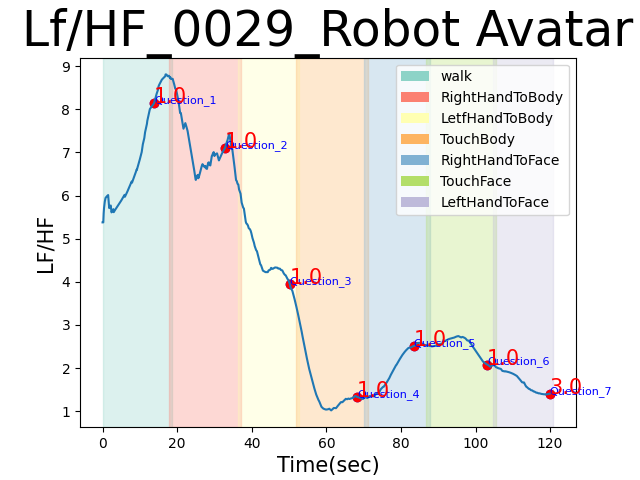 Lf/HF_0029_Robot Avatar
9
8
7
6
5
4
3
2
1
LF/HF
0
20
40
60
80
100
120
Time(sec)
walk
RightHandToBody
LetfHandToBody
TouchBody
RightHandToFace
TouchFace
LeftHandToFace
1.0
Question_1
1.0
Question_2
1.0
Question_3
1.0
Question_4
1.0
Question_5
1.0
Question_6
3.0
Question_7